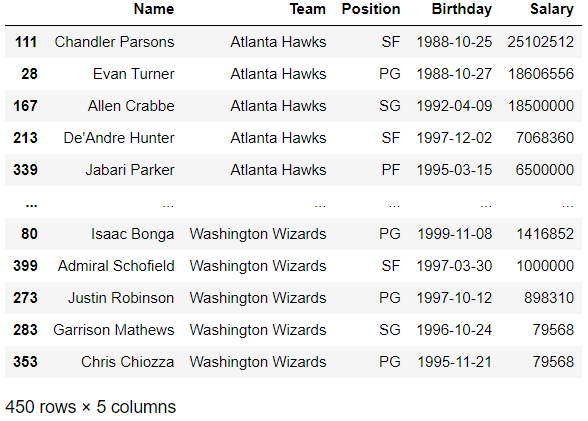 Name Team Position Birthday Salary
111 Chandler Parsons Atlanta Hawks SF 1988-10-25 25102512
28 Evan Turner Atlanta Hawks PG 1988-10-27 18606556
167 Allen Crabbe Atlanta Hawks SG 1992-04-09 18500000
213 De'Andre Hunter Atlanta Hawks SF 1997-12-02 7068360
339 Jabari Parker Atlanta Hawks PF 1995-03-15 6500000
... ... ... ... ... ...
80 Isaac Bonga Washington Wizards PG 1999-11-08 1416852
399 Admiral Schofield Washington Wizards SF 1997-03-30 1000000
273 Justin Robinson Washington Wizards PG 1997-10-12 898310
283 Garrison Mathews Washington Wizards SG 1996-10-24 79568
353 Chris Chiozza Washington Wizards PG 1995-11-21 79568
450 rows × 5 columns